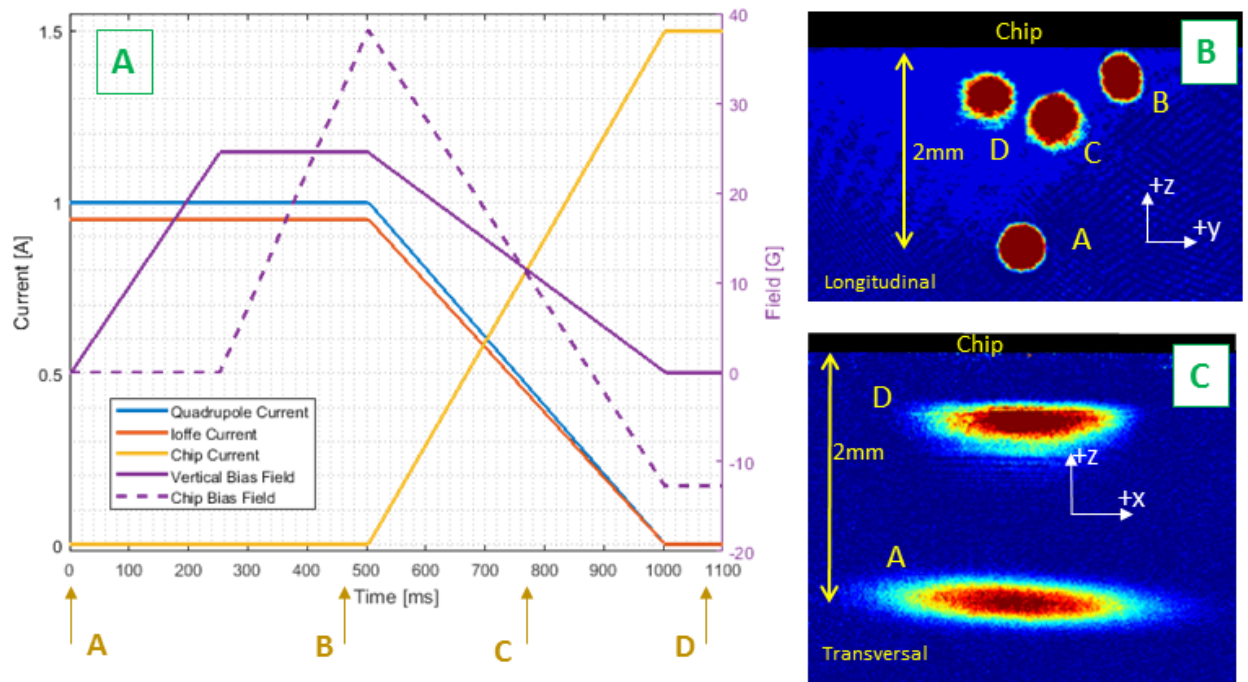 A
Current [A]
1.5
1
0.5
0
Quadrupole Current
Ioffe Current
Chip Current
Vertical Bias Field
Chip Bias Field
0 100 200 300 400 500 600 700 800 900 1000 1100
Time [ms]
40
30
20
10
0
-10
-20
Field [G]
A B C D
Chip
B
B
D
C
2mm
A
+z
+y
Longitudinal
Chip
C
D
2mm
+z
+x
A
Transversal